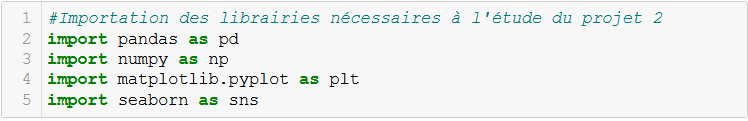 1 #Importation des librairies nécessaires à l'étude du projet 2
2 import pandas as pd
3 import numpy as np
4 import matplotlib.pyplot as plt
5 import seaborn as sns